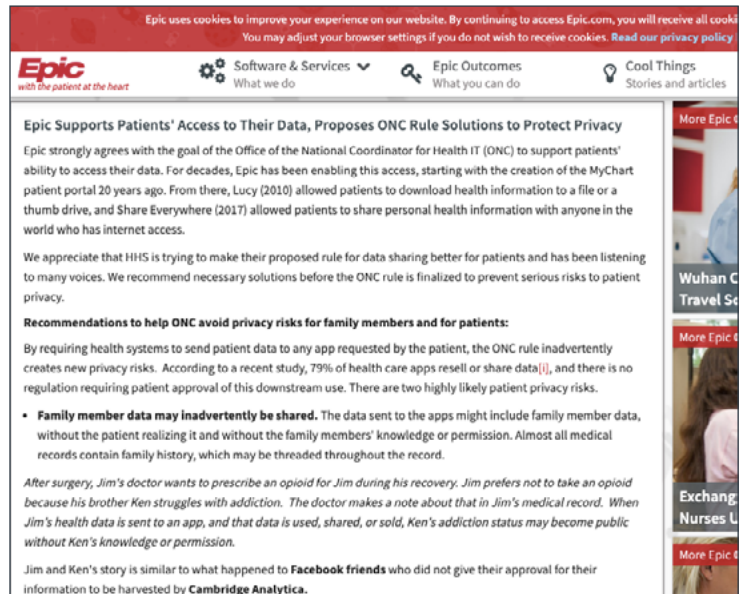 Epic uses cookies to improve your experience on our website. By continuing to access Epic.com, you will receive all cooki
You may adjust your browser settings if you do not wish to receive cookies. Read our privacy policy
Epic
with the patient at the heart
Software & Services
What we do
Epic Outcomes
What you can do
Cool Things
Stories and articles
Epic Supports Patients' Access to Their Data, Proposes ONC Rule Solutions to Protect Privacy
Epic strongly agrees with the goal of the Office of the National Coordinator for Health IT (ONC) to support patients'
ability to access their data. For decades, Epic has been enabling this access, starting with the creation of the MyChart
patient portal 20 years ago. From there, Lucy (2010) allowed patients to download health information to a file or a
thumb drive, and Share Everywhere (2017) allowed patients to share personal health information with anyone in the
world who has internet access.
We appreciate that HHS is trying to make their proposed rule for data sharing better for patients and has been listening
to many voices. We recommend necessary solutions before the ONC rule is finalized to prevent serious risks to patient
privacy.
Recommendations to help ONC avoid privacy risks for family members and for patients:
By requiring health systems to send patient data to any app requested by the patient, the ONC rule inadvertently
creates new privacy risks. According to a recent study, 79% of health care apps resell or share data[i], and there is no
regulation requiring patient approval of this downstream use. There are two highly likely patient privacy risks.
• Family member data may inadvertently be shared. The data sent to the apps might include family member data,
without the patient realizing it and without the family members' knowledge or permission. Almost all medical
records contain family history, which may be threaded throughout the record.
After surgery, Jim's doctor wants to prescribe an opioid for Jim during his recovery. Jim prefers not to take an opioid
because his brother Ken struggles with addiction. The doctor makes a note about that in Jim's medical record. When
Jim's health data is sent to an app, and that data is used, shared, or sold, Ken's addiction status may become public
without Ken's knowledge or permission.
Jim and Ken's story is similar to what happened to Facebook friends who did not give their approval for their
information to be harvested by Cambridge Analytica.
More Epic
Wuhan C
Travel Sc
More Epic
Exchang
Nurses U
More Epic